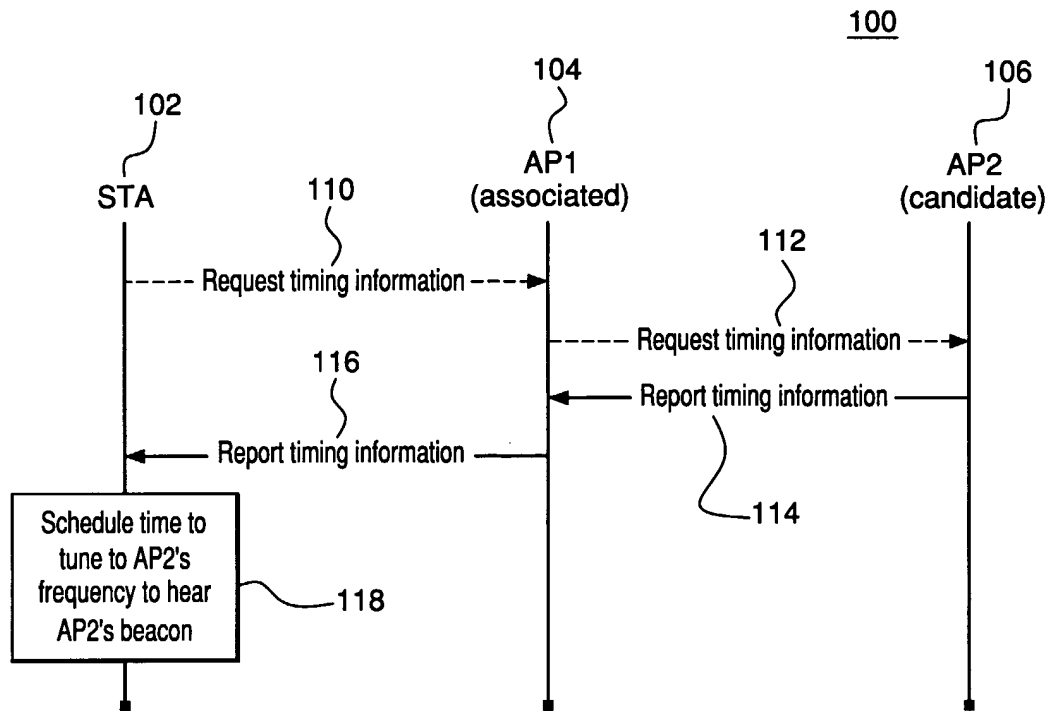 100
104
106
102
AP1
(associated)
AP2
(candidate)
STA
110
112
Request timing information
Request timing information
116
Report timing information
Report timing information
114
Schedule time to
tune to AP2's
frequency to hear
AP2's beacon
118